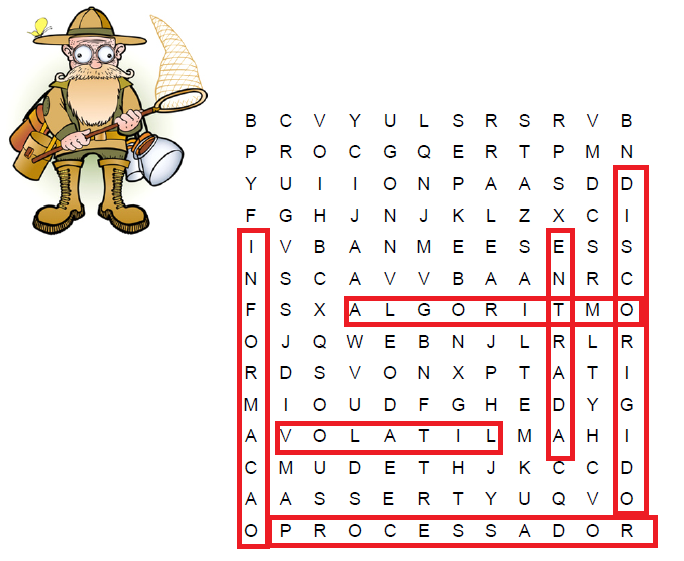 B C V Y U L S R S R V B
P R O C G Q E R T P M N
Y U I I O N P A A S D D
F G H J N J K L Z X C I
I V B A N M E E S E S S
N S C A V V B A A N R C
F S X A L G O R I T M O
O J Q W E B N J L R L R
R D S V O N X P T A T I
M I O U D F G H E D Y G
A V O L A T I L M A H I
C M U D E T H J K C C D
A A S S E R T Y U Q V O
O P R O C E S S A D O R